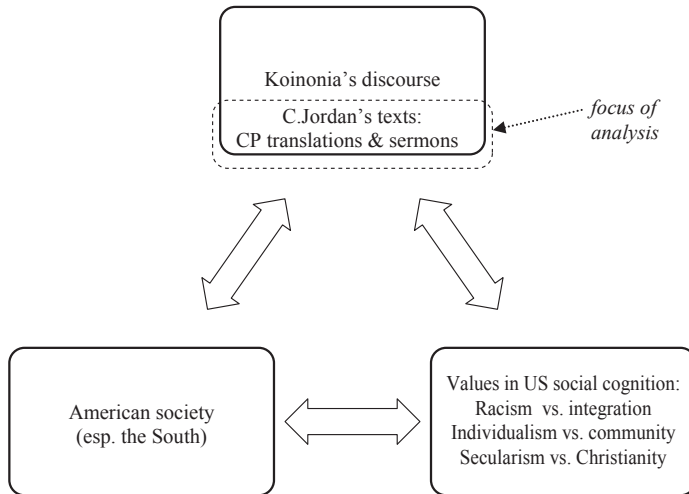 Koinonia's discourse
C.Jordan's texts:
CP translations & sermons
focus of
analysis
American society
(esp. the South)
Values in US social cognition:
Racism vs. integration
Individualism vs. community
Secularism vs. Christianity